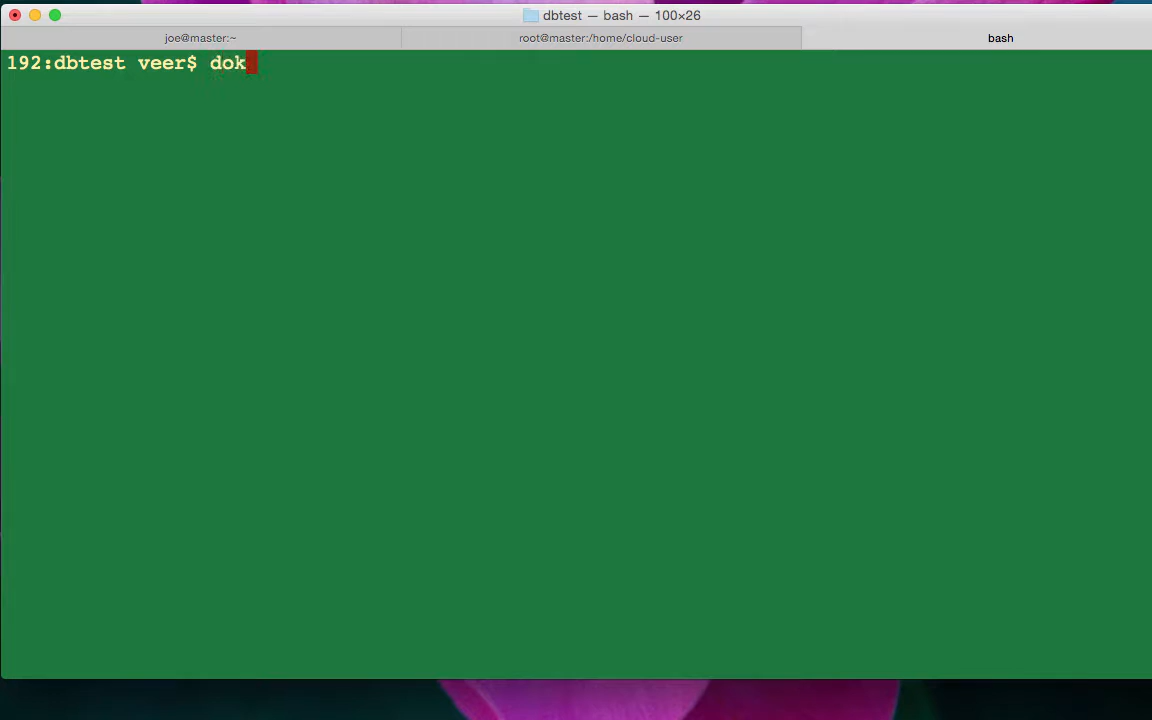 dbtest — bash — 100×26
joe@master:~
root@master:/home/cloud-user
bash
192:dbtest veer$ dok